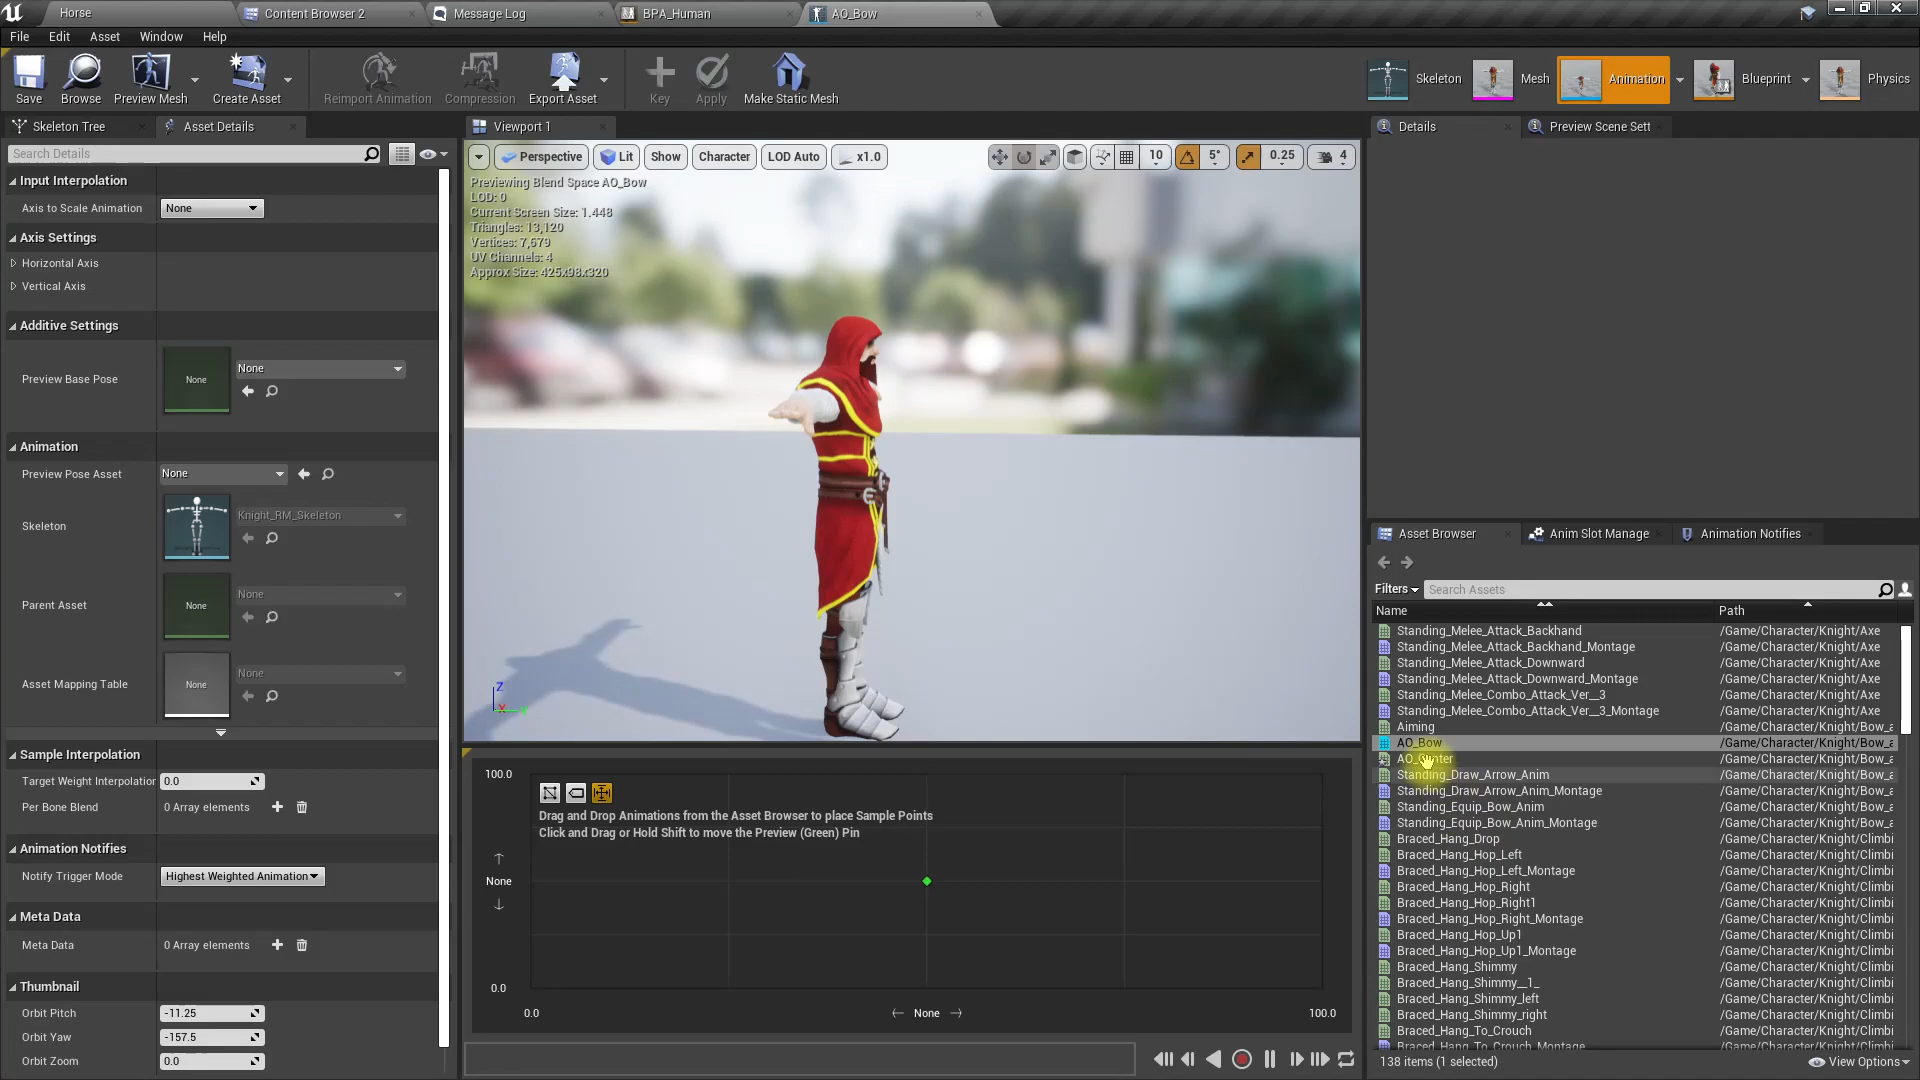 Horse
Content Browser 2
Message Log
BPA_Human
AO_Bow
File
Edit
Asset
Window
Help
Save
Browse
Preview Mesh
Create Asset
Reimport Animation
Compression
Export Asset
Key
Apply
Make Static Mesh
Skeleton
Mesh
Animation
Blueprint
Physics
Skeleton Tree
Asset Details
Viewport 1
Details
Preview Scene Sett
Search Details
Perspective
Lit
Show
Character
LOD Auto
x1.0
10
5°
0.25
4
Previewing Blend Space AO_Bow
LOD: 0
Current Screen Size: 1.448
Triangles: 13,120
Vertices: 7,679
UV Channels: 4
Approx Size: 425x98x320
Input Interpolation
Axis to Scale Animation
None
Axis Settings
Horizontal Axis
Vertical Axis
Additive Settings
Preview Base Pose
None
None
Animation
Preview Pose Asset
None
Skeleton
Knight_RM_Skeleton
Parent Asset
None
None
Asset Mapping Table
None
None
Sample Interpolation
Target Weight Interpolation
0.0
Per Bone Blend
0 Array elements
Animation Notifies
Notify Trigger Mode
Highest Weighted Animation
Meta Data
Meta Data
0 Array elements
Thumbnail
Orbit Pitch
-11.25
Orbit Yaw
-157.5
Orbit Zoom
0.0
Z
X
Y
100.0
Drag and Drop Animations from the Asset Browser to place Sample Points
Click and Drag or Hold Shift to move the Preview (Green) Pin
None
0.0
0.0
None
100.0
Asset Browser
Anim Slot Manage
Animation Notifies
Filters
Search Assets
Name
Path
Standing_Melee_Attack_Backhand /Game/Character/Knight/Axe
Standing_Melee_Attack_Backhand_Montage /Game/Character/Knight/Axe
Standing_Melee_Attack_Downward /Game/Character/Knight/Axe
Standing_Melee_Attack_Downward_Montage /Game/Character/Knight/Axe
Standing_Melee_Combo_Attack_Ver__3 /Game/Character/Knight/Axe
Standing_Melee_Combo_Attack_Ver__3_Montage /Game/Character/Knight/Axe
Aiming /Game/Character/Knight/Bow_a
AO_Bow /Game/Character/Knight/Bow_a
/Game/Character/Knight/Bow_a
Standing_Draw_Arrow_Anim /Game/Character/Knight/Bow_a
Standing_Draw_Arrow_Anim_Montage /Game/Character/Knight/Bow_a
Standing_Equip_Bow_Anim /Game/Character/Knight/Bow_a
Standing_Equip_Bow_Anim_Montage /Game/Character/Knight/Bow_a
Braced_Hang_Drop /Game/Character/Knight/Climbi
Braced_Hang_Hop_Left /Game/Character/Knight/Climbi
Braced_Hang_Hop_Left_Montage /Game/Character/Knight/Climbi
Braced_Hang_Hop_Right /Game/Character/Knight/Climbi
Braced_Hang_Hop_Right1 /Game/Character/Knight/Climbi
Braced_Hang_Hop_Right_Montage /Game/Character/Knight/Climbi
Braced_Hang_Hop_Up1 /Game/Character/Knight/Climbi
Braced_Hang_Hop_Up1_Montage /Game/Character/Knight/Climbi
Braced_Hang_Shimmy /Game/Character/Knight/Climbi
Braced_Hang_Shimmy__1_ /Game/Character/Knight/Climbi
Braced_Hang_Shimmy_left /Game/Character/Knight/Climbi
Braced_Hang_Shimmy_right /Game/Character/Knight/Climbi
Braced_Hang_To_Crouch /Game/Character/Knight/Climbi
Braced_Hang_To_Crouch_Montage /Game/Character/Knight/Climbi
138 items (1 selected)
View Options